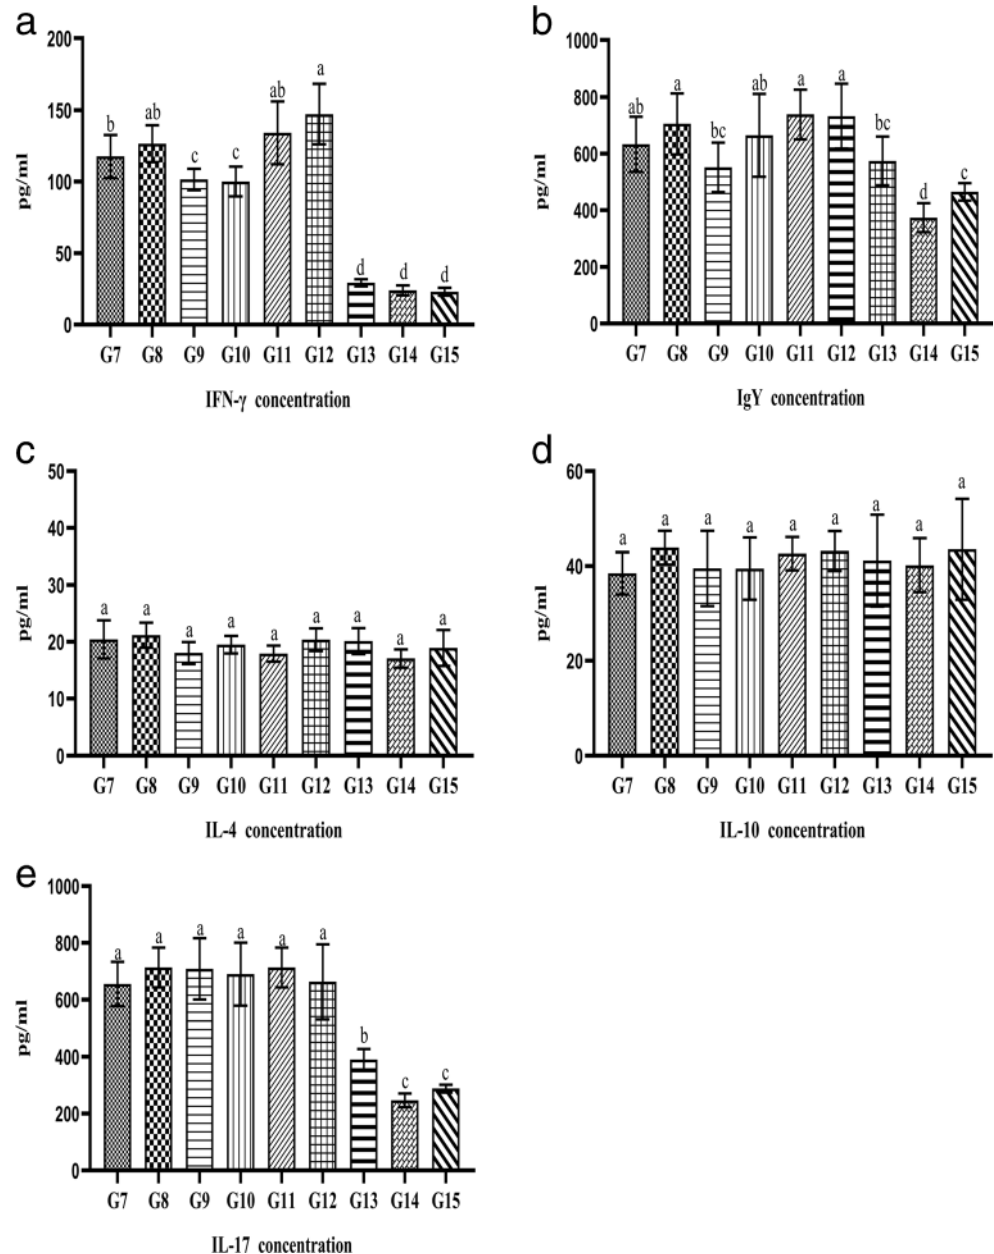 a
200
150
100
50
0
pg/ml
b
ab
c
c
ab
a
d
d
d
G7 G8 G9 G10 G11 G12 G13 G14 G15
IFN-γ concentration
b
1000
800
600
400
200
0
pg/ml
ab
a
bc
ab
a
a
bc
d
c
G7 G8 G9 G10 G11 G12 G13 G14 G15
IgY concentration
c
50
40
30
20
10
0
pg/ml
a
a
a
a
a
a
a
a
a
G7 G8 G9 G10 G11 G12 G13 G14 G15
IL-4 concentration
d
60
40
20
0
pg/ml
a
a
a
a
a
a
a
a
a
G7 G8 G9 G10 G11 G12 G13 G14 G15
IL-10 concentration
e
1000
800
600
400
200
0
pg/ml
a
a
a
a
a
a
b
c
c
G7 G8 G9 G10 G11 G12 G13 G14 G15
IL-17 concentration